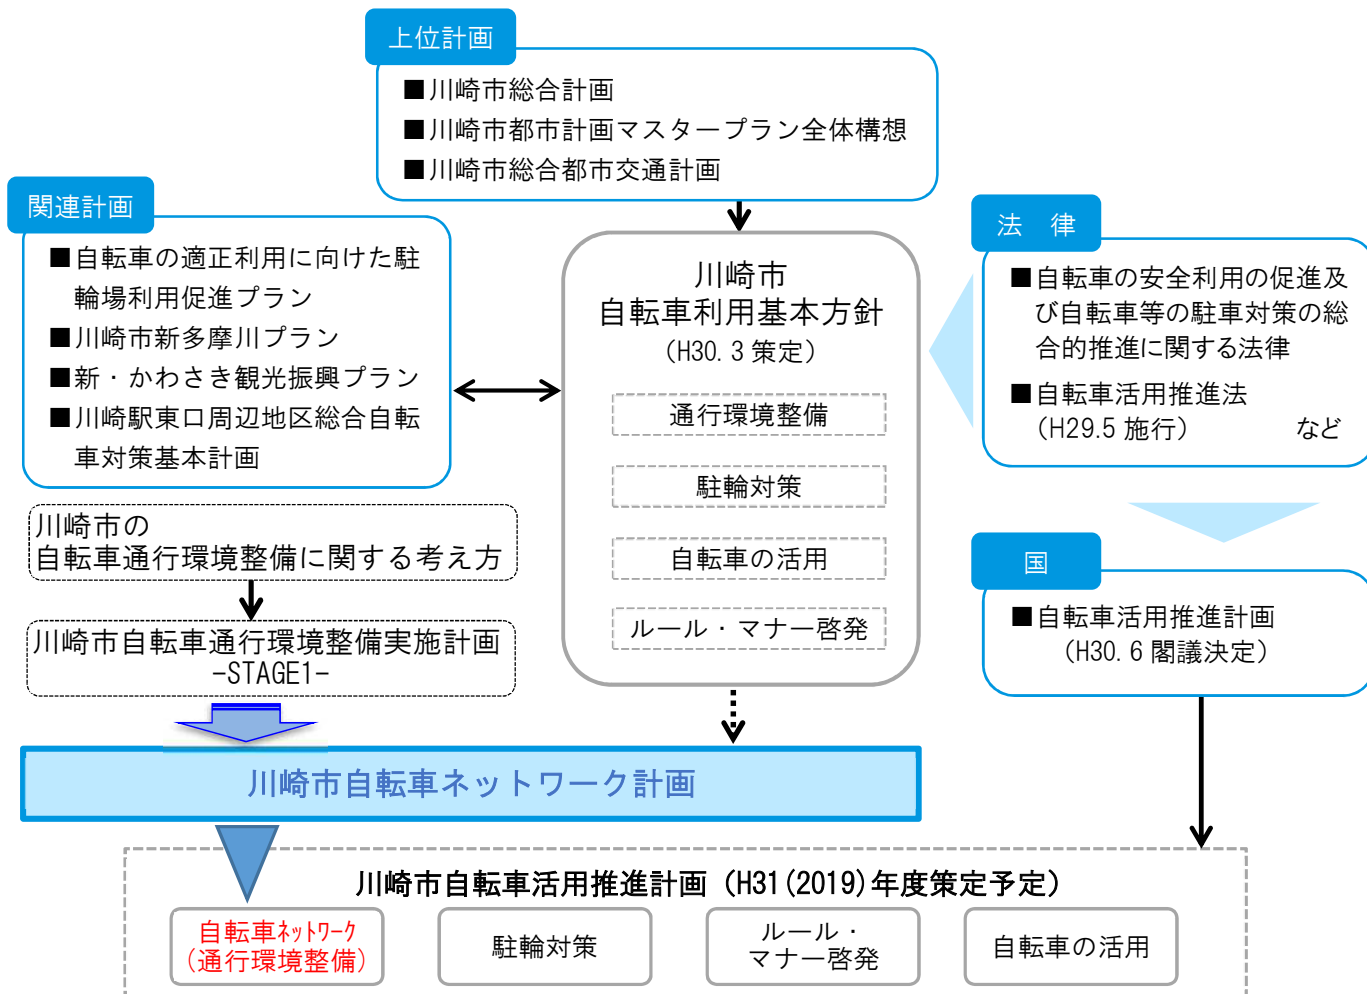 上位計画
■川崎市総合計画
■川崎市都市計画マスタープラン全体構想
■川崎市総合都市交通計画
関連計画
■自転車の適正利用に向けた駐
輪場利用促進プラン
■川崎市新多摩川プラン
■新・かわさき観光振興プラン
■川崎駅東口周辺地区総合自転
車対策基本計画
川崎市
自転車利用基本方針
（H30.3 策定）
通行環境整備
駐輪対策
自転車の活用
ルール・マナー啓発
法　律
■自転車の安全利用の促進及
び自転車等の駐車対策の総
合的推進に関する法律
■自転車活用推進法
（H29.5 施行）　　　など
国
■自転車活用推進計画
（H30.6 閣議決定）
川崎市の
自転車通行環境整備に関する考え方
川崎市自転車通行環境整備実施計画
-STAGE1-
川崎市自転車ネットワーク計画
川崎市自転車活用推進計画（H31(2019)年度策定予定）
自転車ﾈｯﾄﾜｰｸ
（通行環境整備）
駐輪対策
ルール・
マナー啓発
自転車の活用